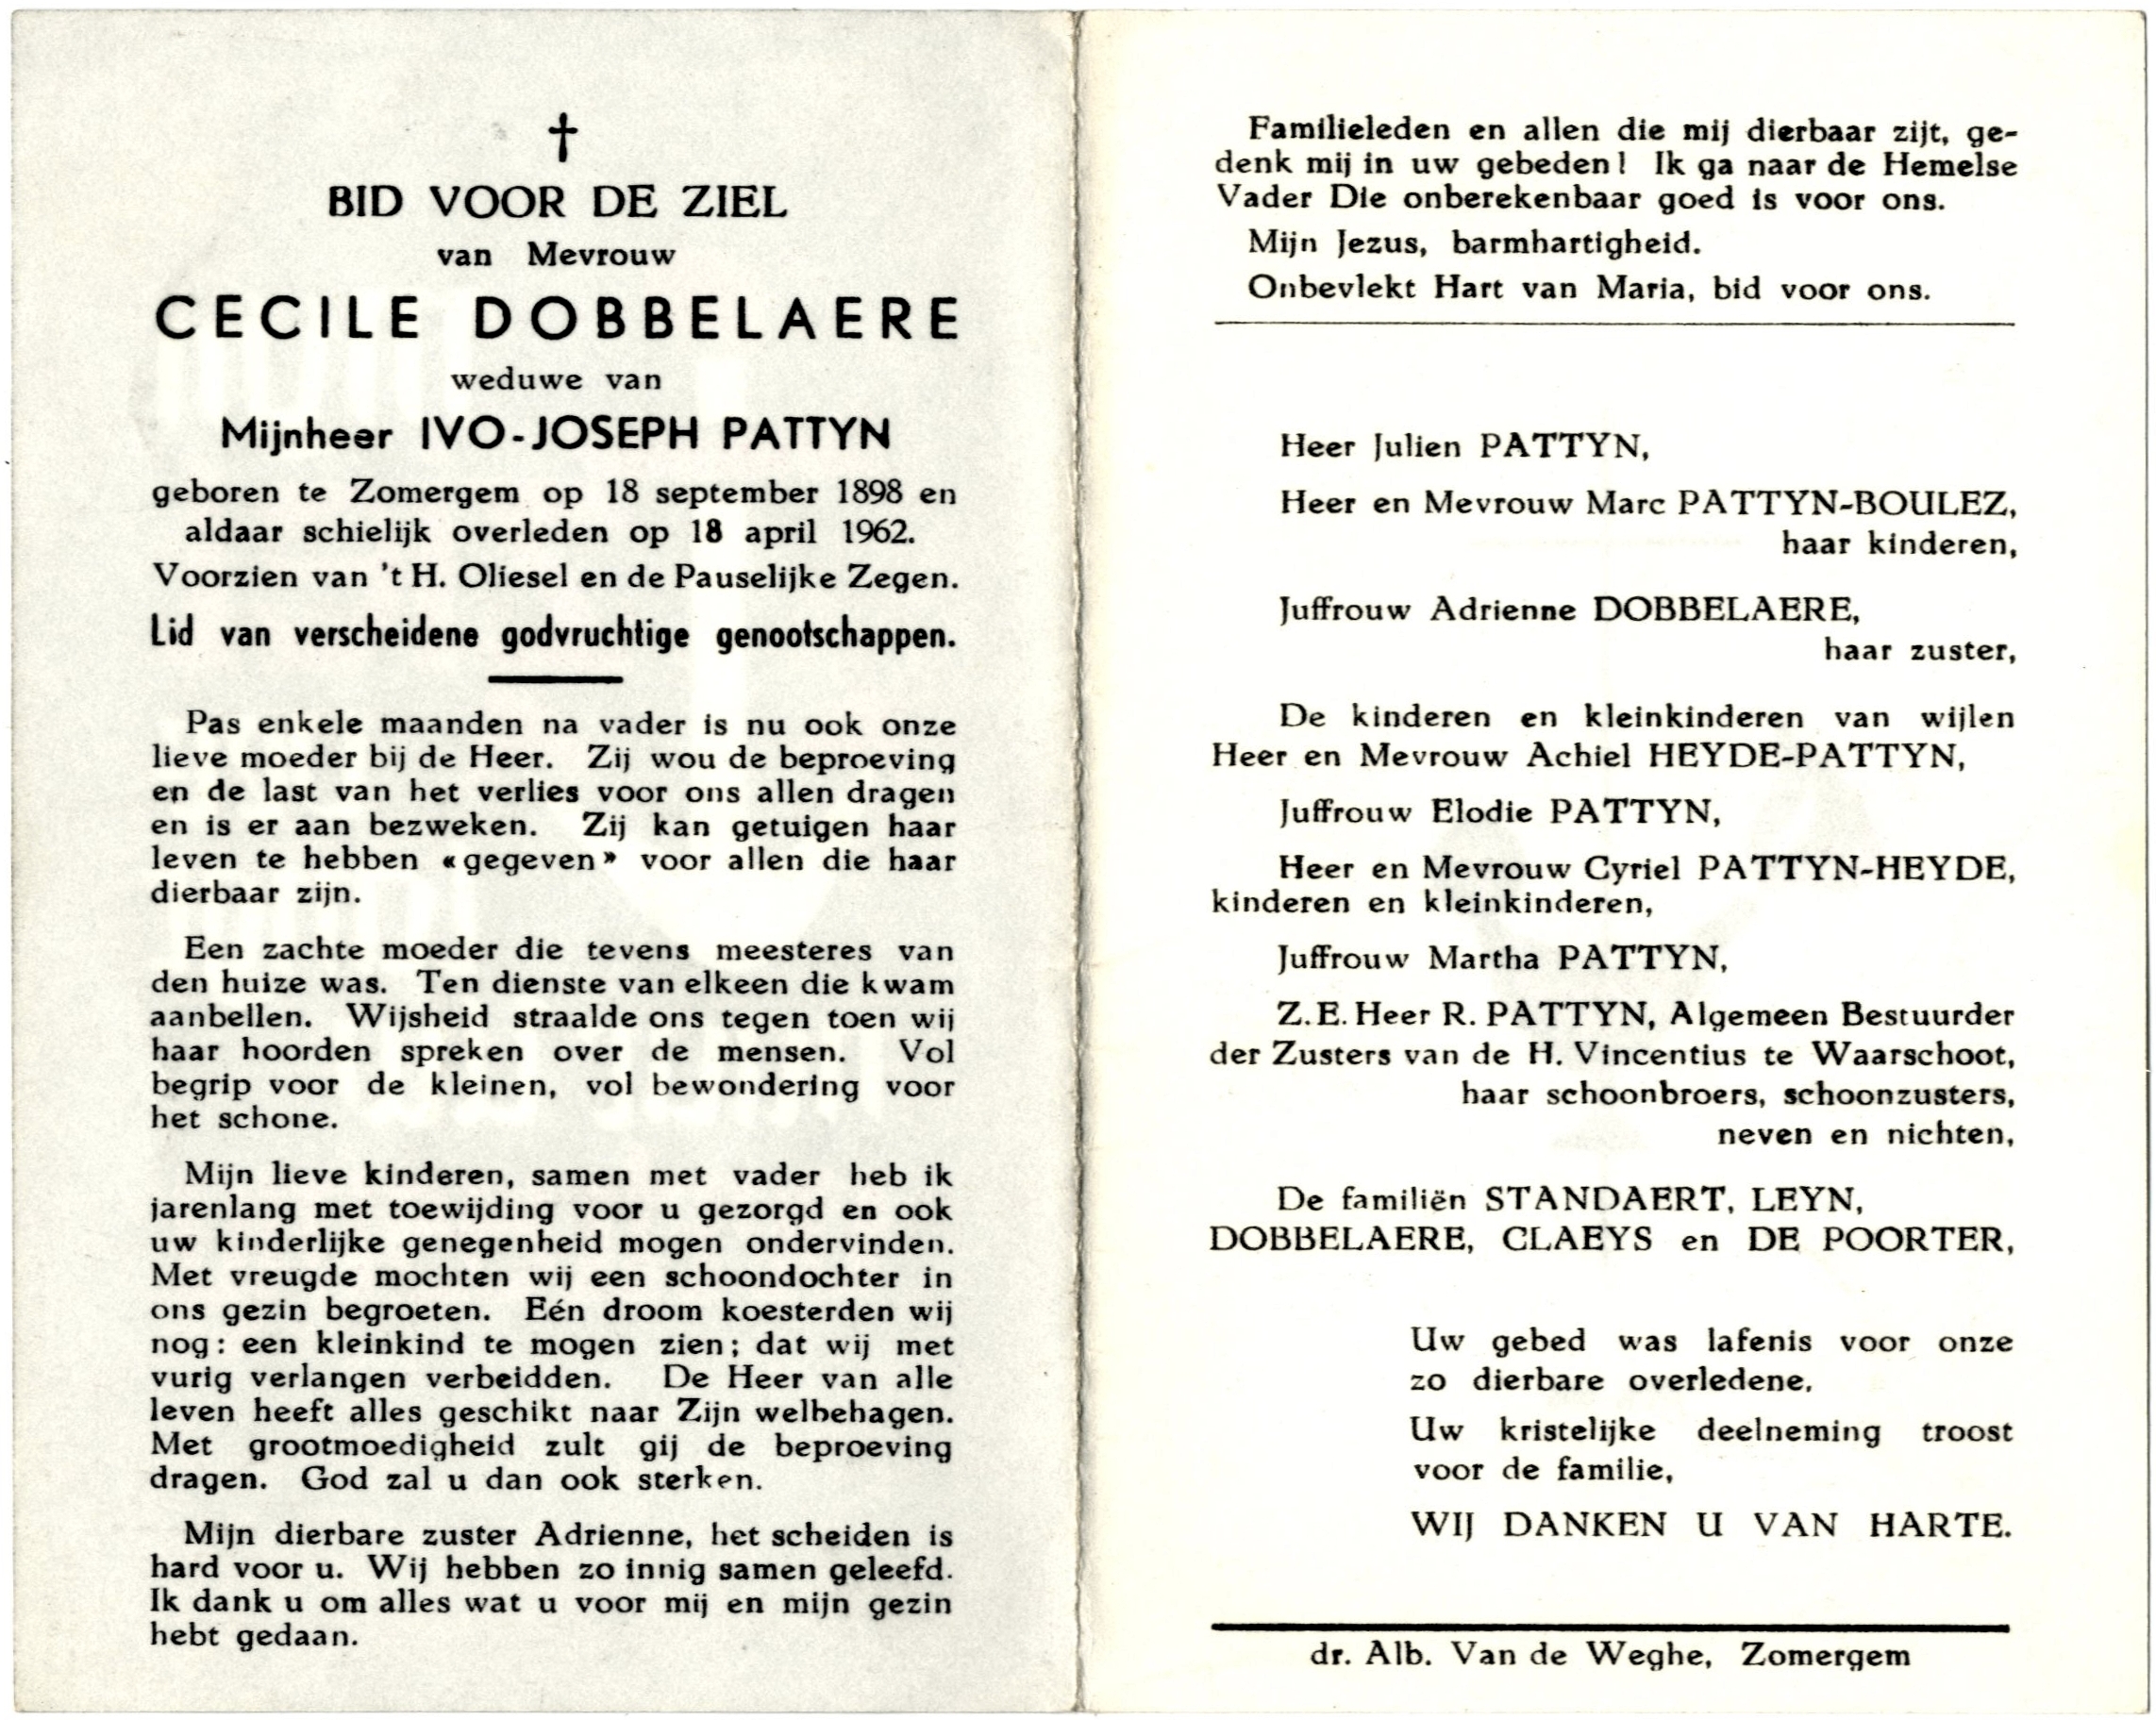 BID VOOR DE ZIEL
van Mevrouw
CECILE DOBBELAERE
weduwe van
Mijnheer IVO-JOSEPH PATTYN
geboren te Zomergem op 18 september 1898 en
aldaar schielijk overleden op 18 april 1962.
Voorzien van 't H. Oliesel en de Pauselijke Zegen.
Lid van verscheidene godvruchtige genootschappen.
Pas enkele maanden na vader is nu ook onze
lieve moeder bij de Heer. Zij wou de beproeving
en de last van het verlies voor ons allen dragen
en is er aan bezweken. Zij kan getuigen haar
leven te hebben «gegeven» voor allen die haar
dierbaar zijn.
Een zachte moeder die tevens meesteres van
den huize was. Ten dienste van elkeen die kwam
aanbellen. Wijsheid straalde ons tegen toen wij
haar hoorden spreken over de mensen. Vol
begrip voor de kleinen, vol bewondering voor
het schone.
Mijn lieve kinderen, samen met vader heb ik
jarenlang met toewijding voor u gezorgd en ook
uw kinderlijke genegenheid mogen ondervinden.
Met vreugde mochten wij een schoondochter in
ons gezin begroeten. Eén droom koesterden wij
nog: een kleinkind te mogen zien; dat wij met
vurig verlangen verbeidden. De Heer van alle
leven heeft alles geschikt naar Zijn welbehagen.
Met grootmoedigheid zult gij de beproeving
dragen. God zal u dan ook sterken.
Mijn dierbare zuster Adrienne, het scheiden is
hard voor u. Wij hebben zo innig samen geleefd.
Ik dank u om alles wat u voor mij en mijn gezin
hebt gedaan.
Familieleden en allen die mij dierbaar zijt, ge-
denk mij in uw gebeden! Ik ga naar de Hemelse
Vader Die onberekenbaar goed is voor ons.
Mijn Jezus, barmhartigheid.
Onbevlekt Hart van Maria, bid voor ons.
Heer Julien PATTYN,
Heer en Mevrouw Marc PATTYN-BOULEZ,
haar kinderen,
Juffrouw Adrienne DOBBELAERE,
haar zuster,
De kinderen en kleinkinderen van wijlen
Heer en Mevrouw Achiel HEYDE-PATTYN,
Juffrouw Elodie PATTYN,
Heer en Mevrouw Cyriel PATTYN-HEYDE,
kinderen en kleinkinderen,
Juffrouw Martha PATTYN,
Z.E. Heer R. PATTYN, Algemeen Bestuurder
der Zusters van de H. Vincentius te Waarschoot,
haar schoonbroers, schoonzusters,
neven en nichten,
De familiën STANDAERT, LEYN,
DOBBELAERE, CLAEYS en DE POORTER,
Uw gebed was lafenis voor onze
zo dierbare overledene.
Uw kristelijke deelneming troost
voor de familie,
WIJ DANKEN U VAN HARTE.
dr. Alb. Van de Weghe, Zomergem